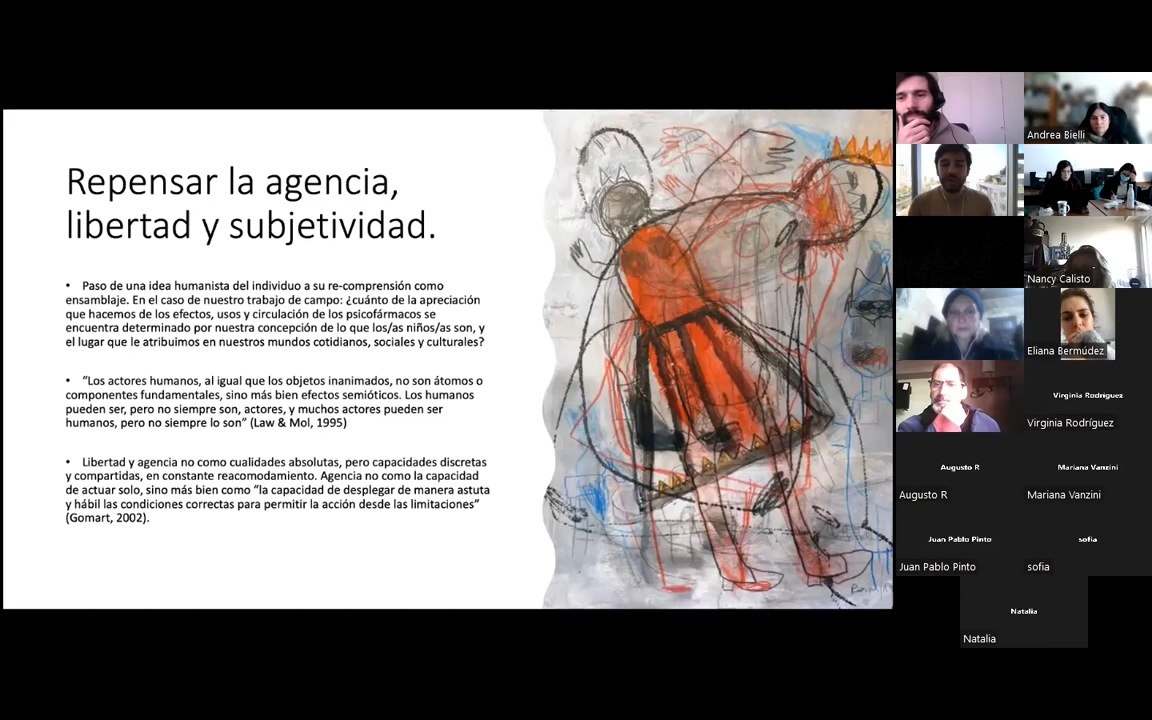 Repensar la agencia,
libertad y subjetividad.
• Paso de una idea humanista del individuo a su re-comprensión como
ensamblaje. En el caso de nuestro trabajo de campo: ¿cuánto de la apreciación
que hacemos de los efectos, usos y circulación de los psicofármacos se
encuentra determinado por nuestra concepción de lo que los/as niños/as son, y
el lugar que le atribuimos en nuestros mundos cotidianos, sociales y culturales?
• “Los actores humanos, al igual que los objetos inanimados, no son átomos o
componentes fundamentales, sino más bien efectos semióticos. Los humanos
pueden ser, pero no siempre son, actores, y muchos actores pueden ser
humanos, pero no siempre lo son” (Law & Mol, 1995)
• Libertad y agencia no como cualidades absolutas, pero capacidades discretas
y compartidas, en constante reacomodamiento. Agencia no como la capacidad
de actuar solo, sino más bien como “la capacidad de desplegar de manera astuta
y hábil las condiciones correctas para permitir la acción desde las limitaciones”
(Gomart, 2002).
Andrea Bielli
Nancy Calisto
Eliana Bermúdez
Virginia Rodríguez
Virginia Rodríguez
Augusto R
Augusto R
Mariana Vanzini
Mariana Vanzini
Juan Pablo Pinto
Juan Pablo Pinto
sofia
sofia
Natalia
Natalia